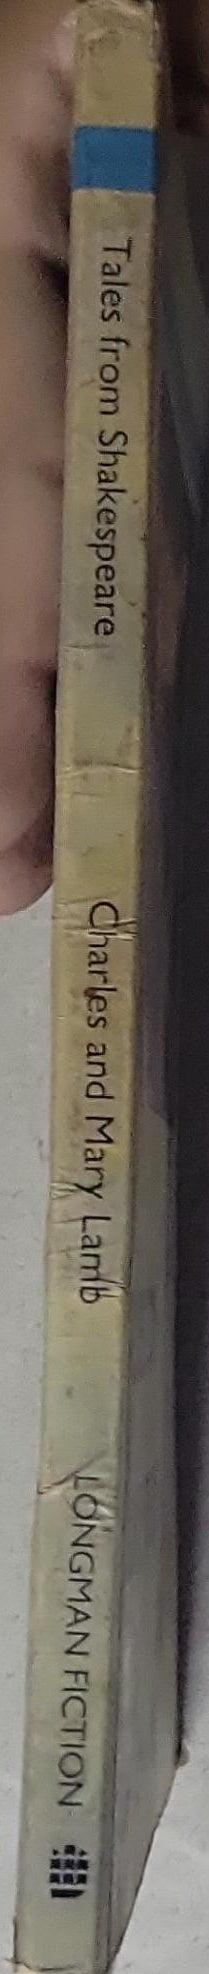 Tales from Shakespeare
Charles and Mary Lamb
LONGMAN FICTION